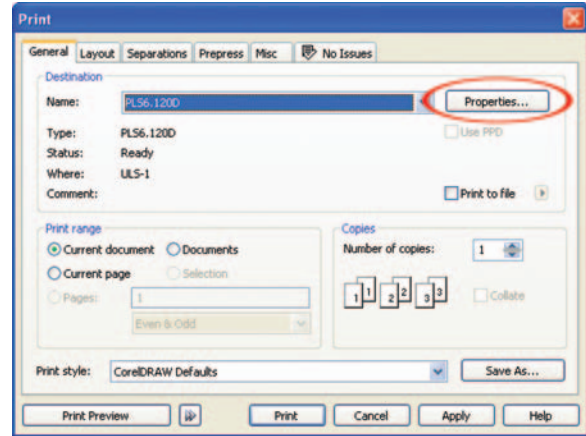 Print
General Layout Separations Prepress Misc No Issues
Destination
Name: PLS6.120D Properties...
Type: PLS6.120D Use PPD
Status: Ready
Where: ULS-1
Comment: Print to file
Print range Copies
Current document Documents Number of copies: 1
Current page Selection
Pages: 1 1 1 2 2 3 3 Collate
Even & Odd
Print style: CorelDRAW Defaults Save As...
Print Preview Print Cancel Apply Help